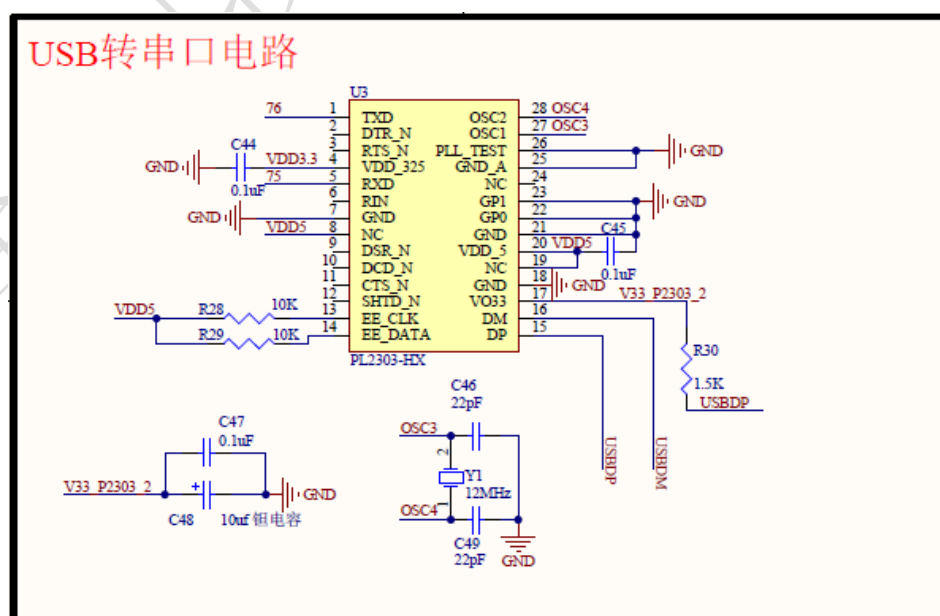 USB转串口电路
U3
76 1 TXD OSC2 28 OSC4
2 DTR_N OSC1 27 OSC3
3 RTS_N PLL_TEST 26
C44
GND VDD3.3 4 VDD_325 GND_A 25 GND
0.1uF 75 5 RXD NC 24
6 RIN GP1 23 GND
GND 7 GND GP0 22
VDD5 8 NC GND 21 C45
9 DSR_N VDD_5 20 VDD5
10 DCD_N NC 19 0.1uF
11 CTS_N GND 18 GND
12 SHTD_N VO33 17 V33_P2303_2
VDD5 R28 10K 13 EE_CLK DM 16
R29 10K 14 EE_DATA DP 15
PL2303-HX
R30
1.5K
USBDP
USBDP
USBDM
C47
0.1uF
V33_P2303_2 GND
+
C48 10uf 钽电容
C46
22pF
OSC3
2
Y1
12MHz
1
OSC4
C49
22pF GND